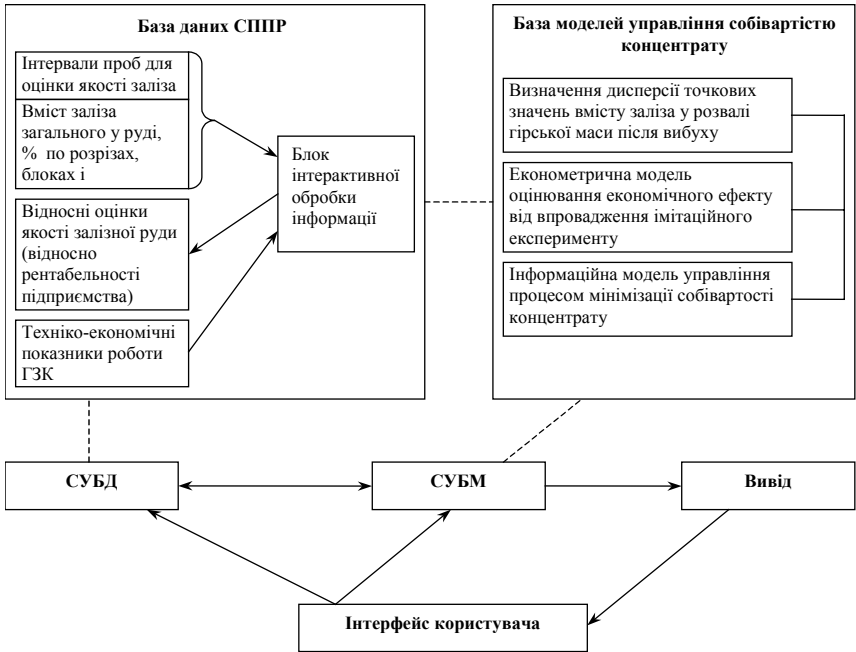 База даних СППР
Інтервали проб для
оцінки якості заліза
Вміст заліза
загального у руді,
% по розрізах,
блоках і
Відносні оцінки
якості залізної руди
(відносно
рентабельності
підприємства)
Техніко-економічні
показники роботи
ГЗК
Блок
інтерактивної
обробки
інформації
База моделей управління собівартістю
концентрату
Визначення дисперсії точкових
значень вмісту заліза у розвалі
гірської маси після вибуху
Економетрична модель
оцінювання економічного ефекту
від впровадження імітаційного
експерименту
Інформаційна модель управління
процесом мінімізації собівартості
концентрату
СУБД
СУБМ
Вивід
Інтерфейс користувача